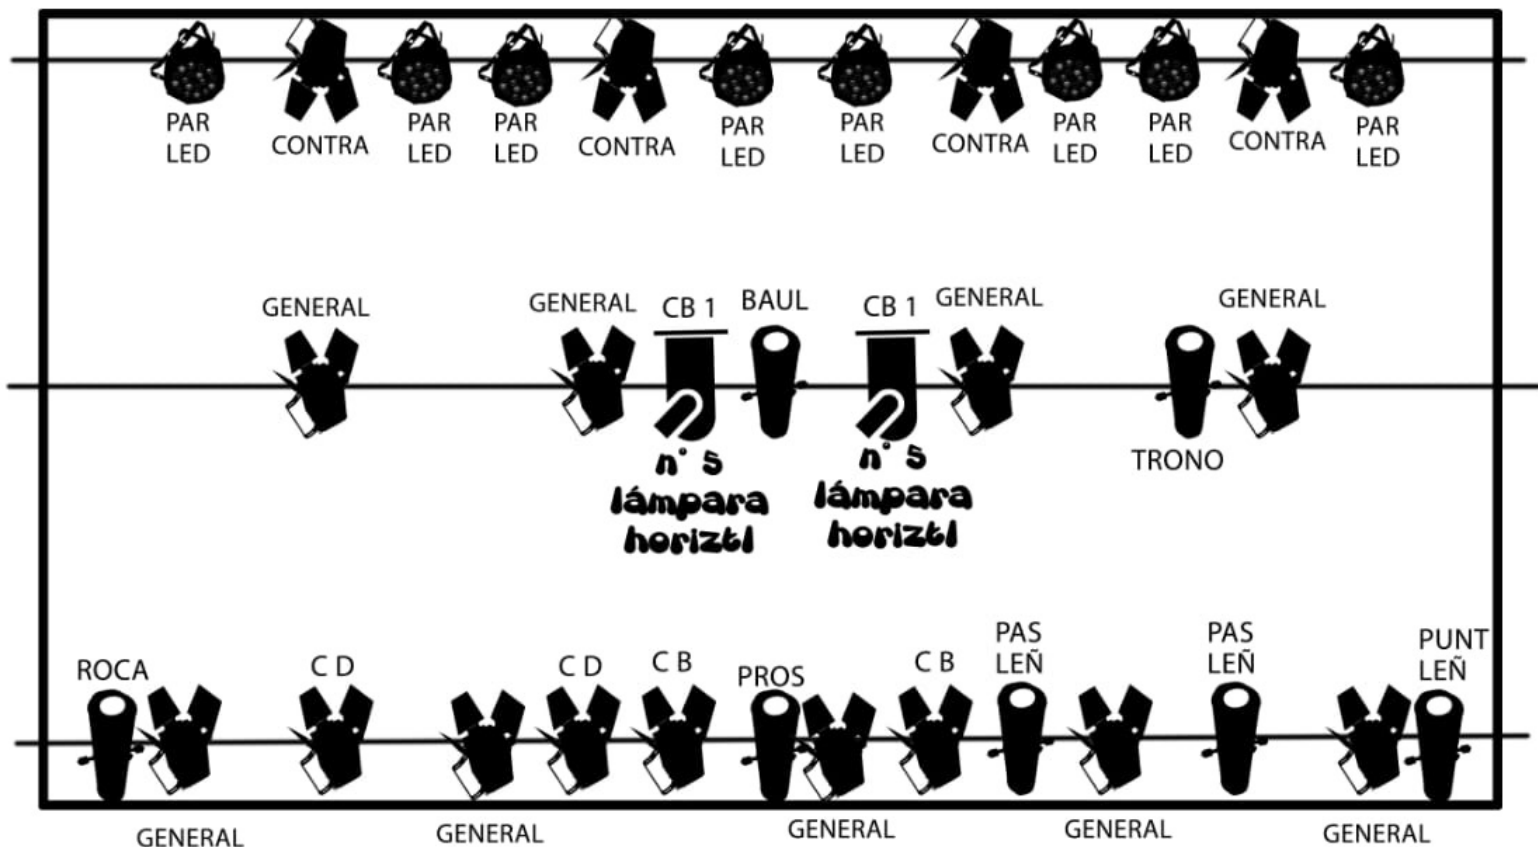 PAR
LED
CONTRA
PAR
LED
PAR
LED
CONTRA
PAR
LED
PAR
LED
CONTRA
PAR
LED
PAR
LED
CONTRA
PAR
LED
GENERAL
GENERAL
CB 1
BAUL
CB 1
GENERAL
GENERAL
n° 5
lámpara
horiztl
n° 5
lámpara
horiztl
TRONO
ROCA
C D
C D
C B
PROS
C B
PAS
LEÑ
PAS
LEÑ
PUNT
LEÑ
GENERAL
GENERAL
GENERAL
GENERAL
GENERAL